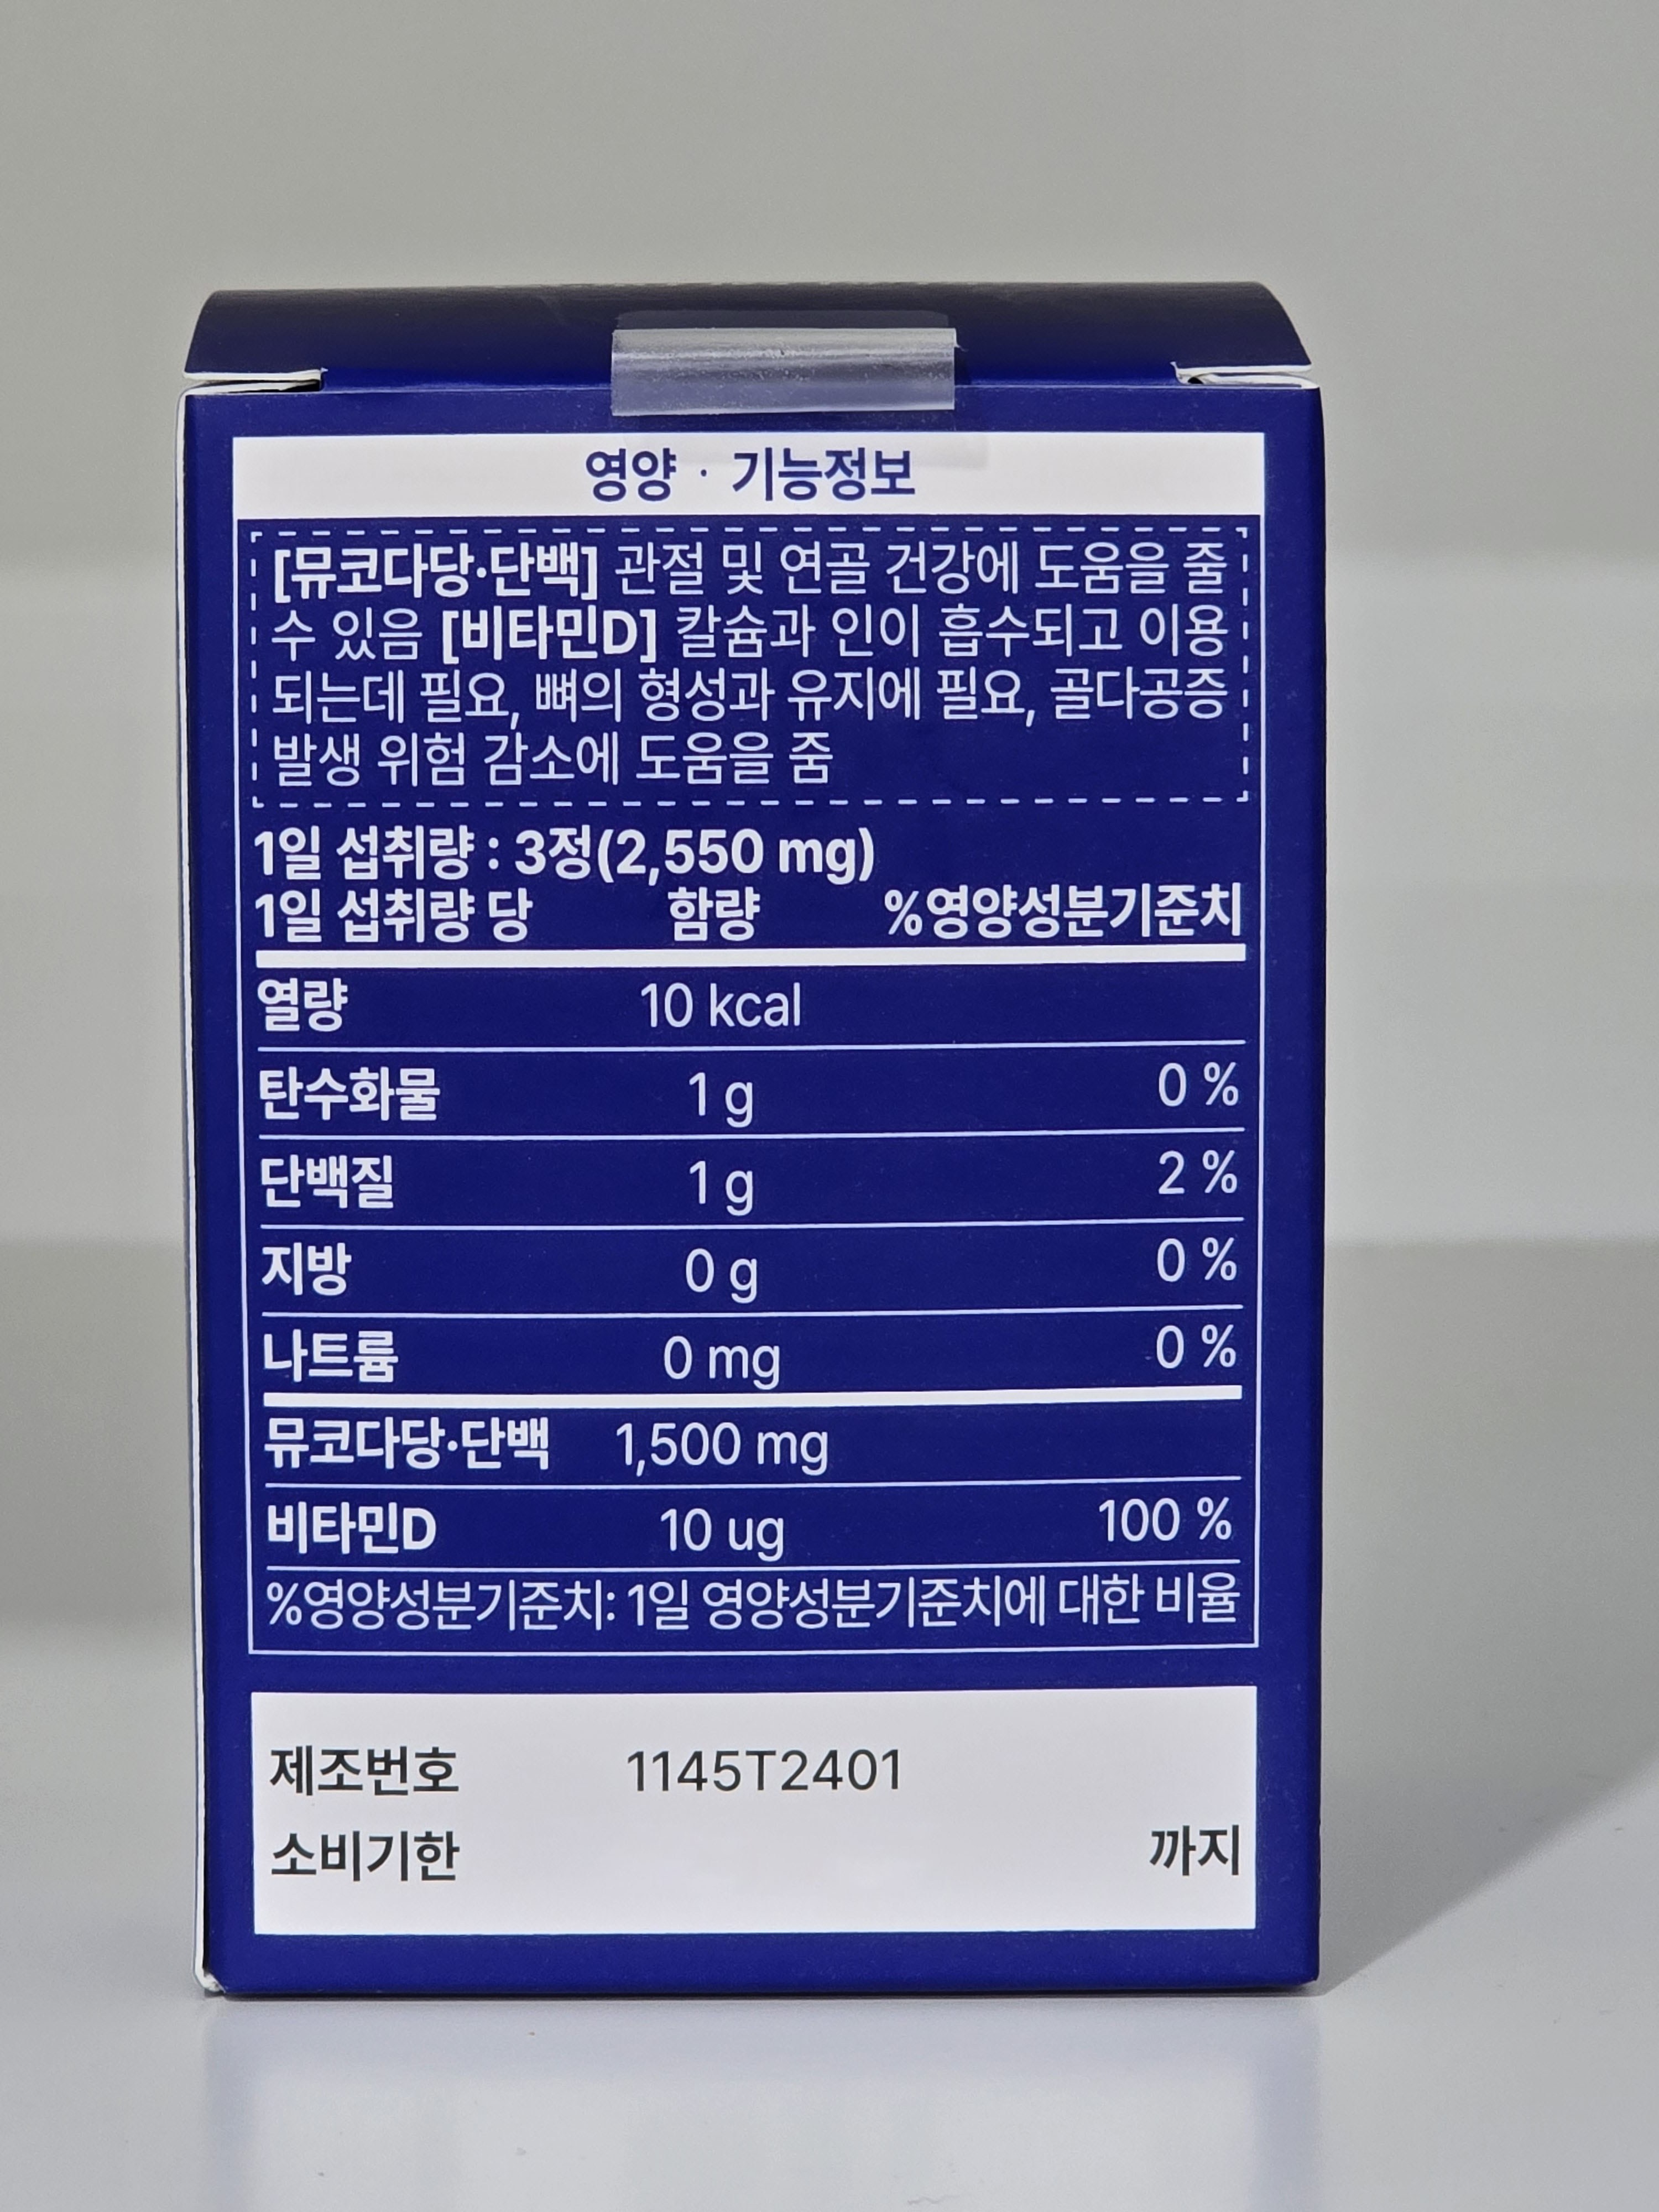 영양 · 기능정보
[뮤코다당·단백] 관절 및 연골 건강에 도움을 줄
수 있음 [비타민D] 칼슘과 인이 흡수되고 이용
되는데 필요, 뼈의 형성과 유지에 필요, 골다공증
발생 위험 감소에 도움을 줌
1일 섭취량 : 3정(2,550 mg)
1일 섭취량 당 함량 %영양성분기준치
열량 10 kcal
탄수화물 1 g 0 %
단백질 1 g 2 %
지방 0 g 0 %
나트륨 0 mg 0 %
뮤코다당·단백 1,500 mg
비타민D 10 ug 100 %
%영양성분기준치: 1일 영양성분기준치에 대한 비율
제조번호 1145T2401
소비기한 까지